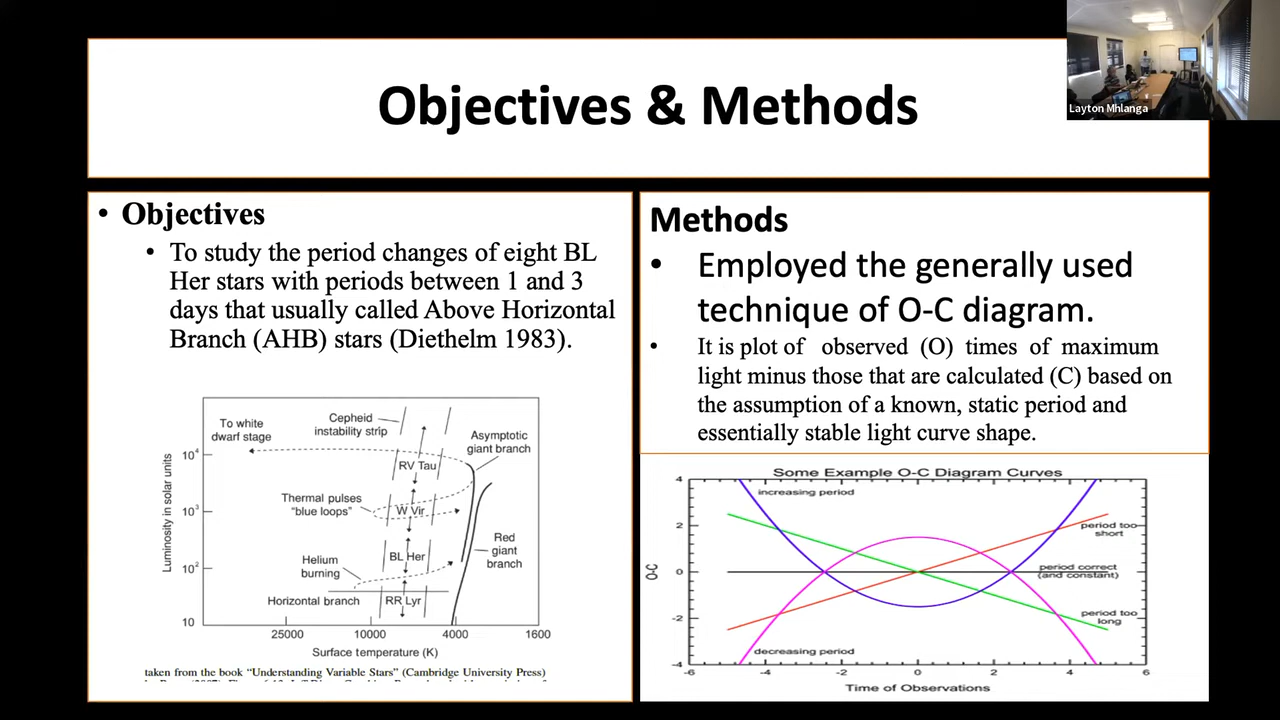 Objectives & Methods
Layton Mhlanga
• Objectives
• To study the period changes of eight BL
Her stars with periods between 1 and 3
days that usually called Above Horizontal
Branch (AHB) stars (Diethelm 1983).
To white
dwarf stage
Cepheid
instability strip
Asymptotic
giant branch
RV Tau
Thermal pulses
"blue loops"
W Vir
Red
giant
branch
BL Her
Helium
burning
Horizontal branch
RR Lyr
Luminosity in solar units
10⁴
10³
10²
10
25000 10000 4000 1600
Surface temperature (K)
taken from the book “Understanding Variable Stars” (Cambridge University Press)
Methods
• Employed the generally used
technique of O-C diagram.
• It is plot of observed (O) times of maximum
light minus those that are calculated (C) based on
the assumption of a known, static period and
essentially stable light curve shape.
Some Example O-C Diagram Curves
increasing period
period too
short
period correct
(and constant)
period too
long
decreasing period
O-C
4
2
0
-2
-4
-6 -4 -2 0 2 4 6
Time of Observations